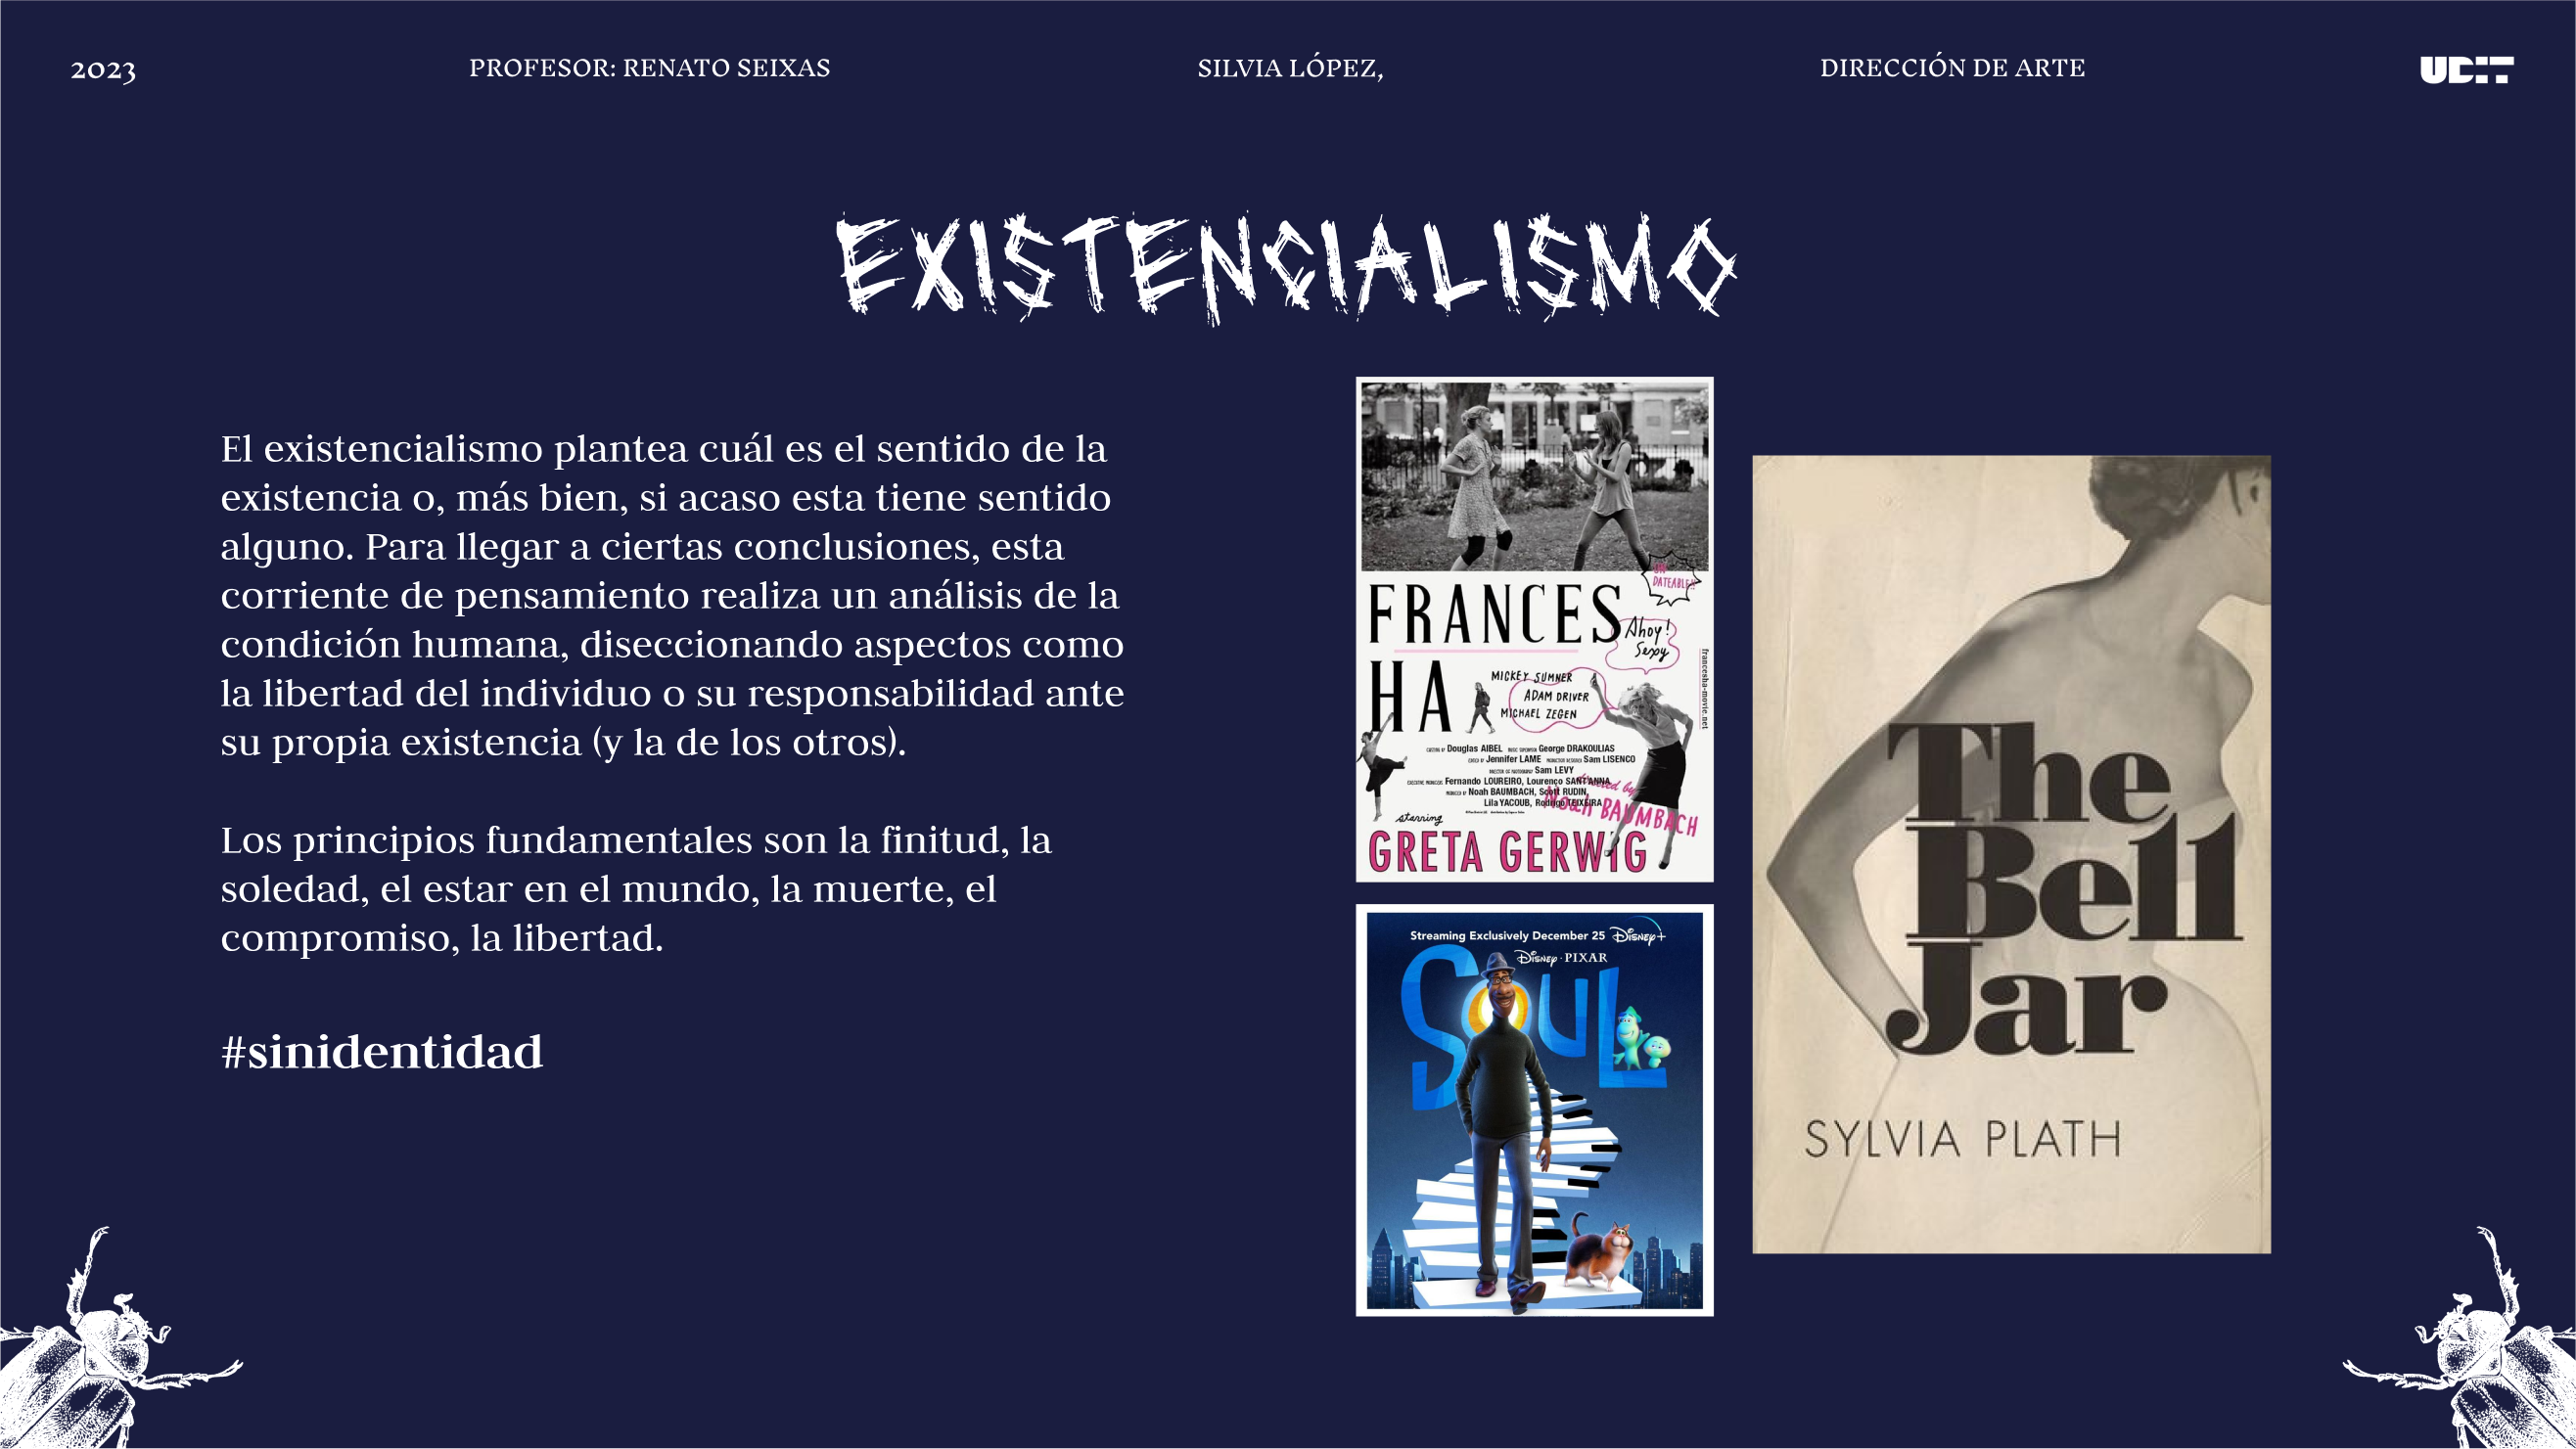 2023
PROFESOR: RENATO SEIXAS
SILVIA LÓPEZ,
DIRECCIÓN DE ARTE
UDIT
EXISTENCIALISMO
El existencialismo plantea cuál es el sentido de la
existencia o, más bien, si acaso esta tiene sentido
alguno. Para llegar a ciertas conclusiones, esta
corriente de pensamiento realiza un análisis de la
condición humana, diseccionando aspectos como
la libertad del individuo o su responsabilidad ante
su propia existencia (y la de los otros).
Los principios fundamentales son la finitud, la
soledad, el estar en el mundo, la muerte, el
compromiso, la libertad.
#sinidentidad
UN
DATEABLE!
FRANCES
Ahoy!
Sexy
HA
MICKEY SUMNER
ADAM DRIVER
MICHAEL ZEGEN
francesha-movie.net
Douglas AIBEL George DRAKOULIAS
Jennifer LAME Sam LISENCO
Sam LEVY
Fernando LOUREIRO, Lourenço SANT'ANNA
Noah BAUMBACH, Scott RUDIN,
Lila YACOUB, Rodrigo TEIXEIRA
directed by
Noah BAUMBACH
starring
GRETA GERWIG
Streaming Exclusively December 25 Disney+
Disney · PIXAR
SOUL
The
Bell
Jar
SYLVIA PLATH